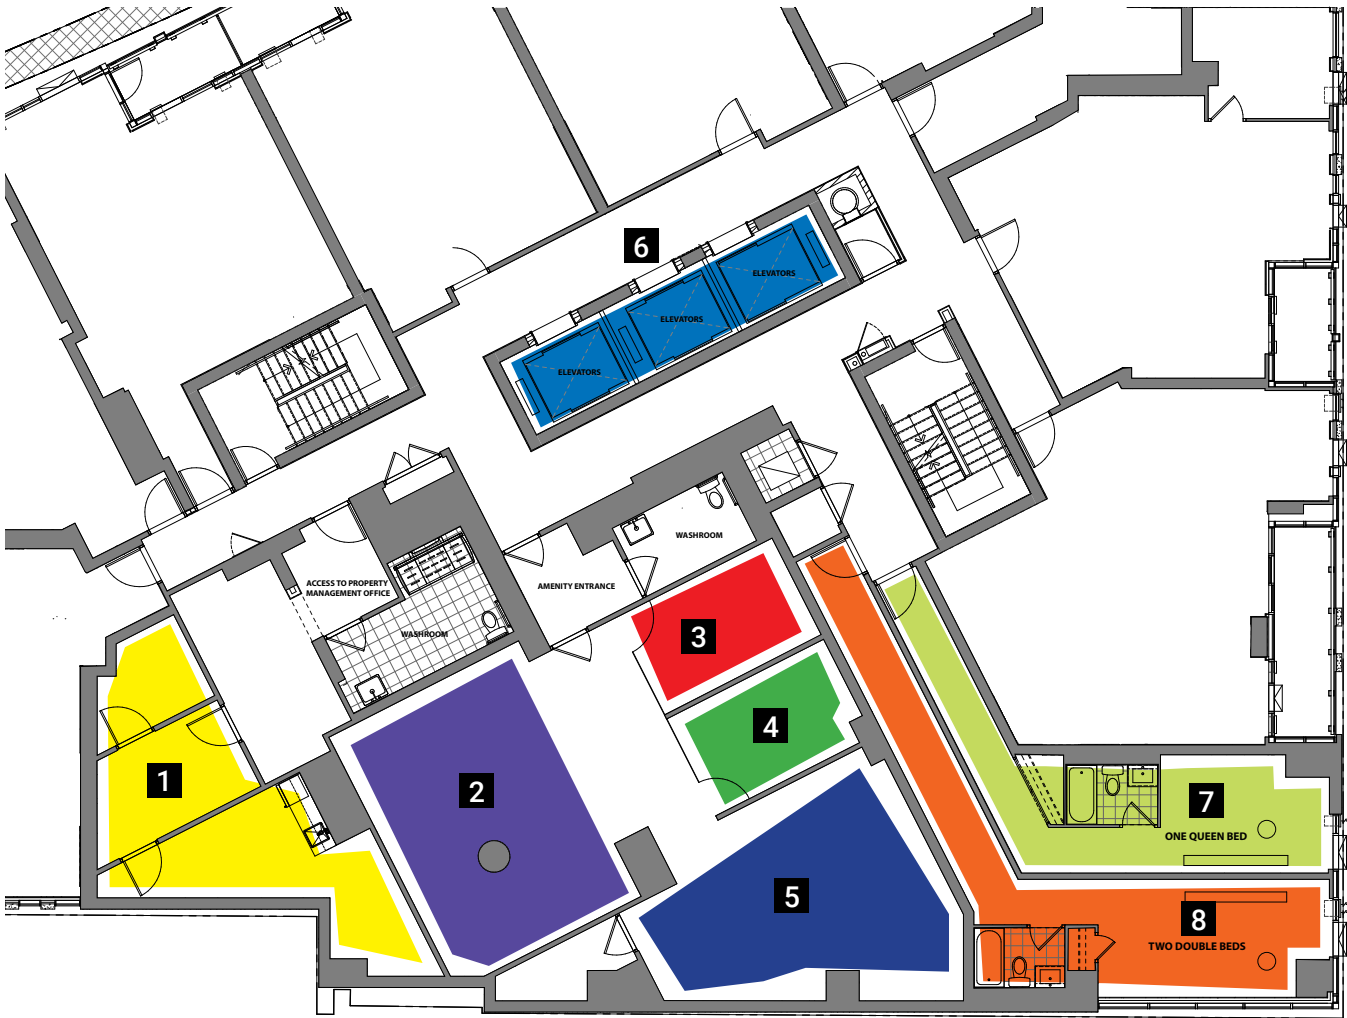 6
ELEVATORS
ELEVATORS
ELEVATORS
WASHROOM
ACCESS TO PROPERTY
MANAGEMENT OFFICE
AMENITY ENTRANCE
WASHROOM
3
4
1
2
7
ONE QUEEN BED
5
8
TWO DOUBLE BEDS